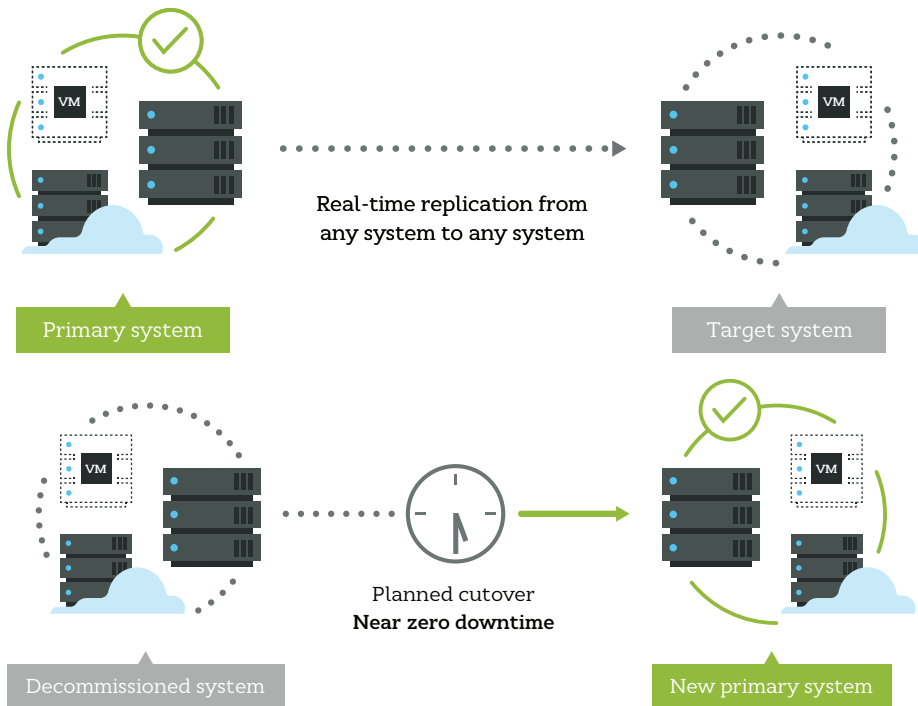 VM
VM
Real-time replication from
any system to any system
Primary system
Target system
VM
VM
Planned cutover
Near zero downtime
Decommissioned system
New primary system